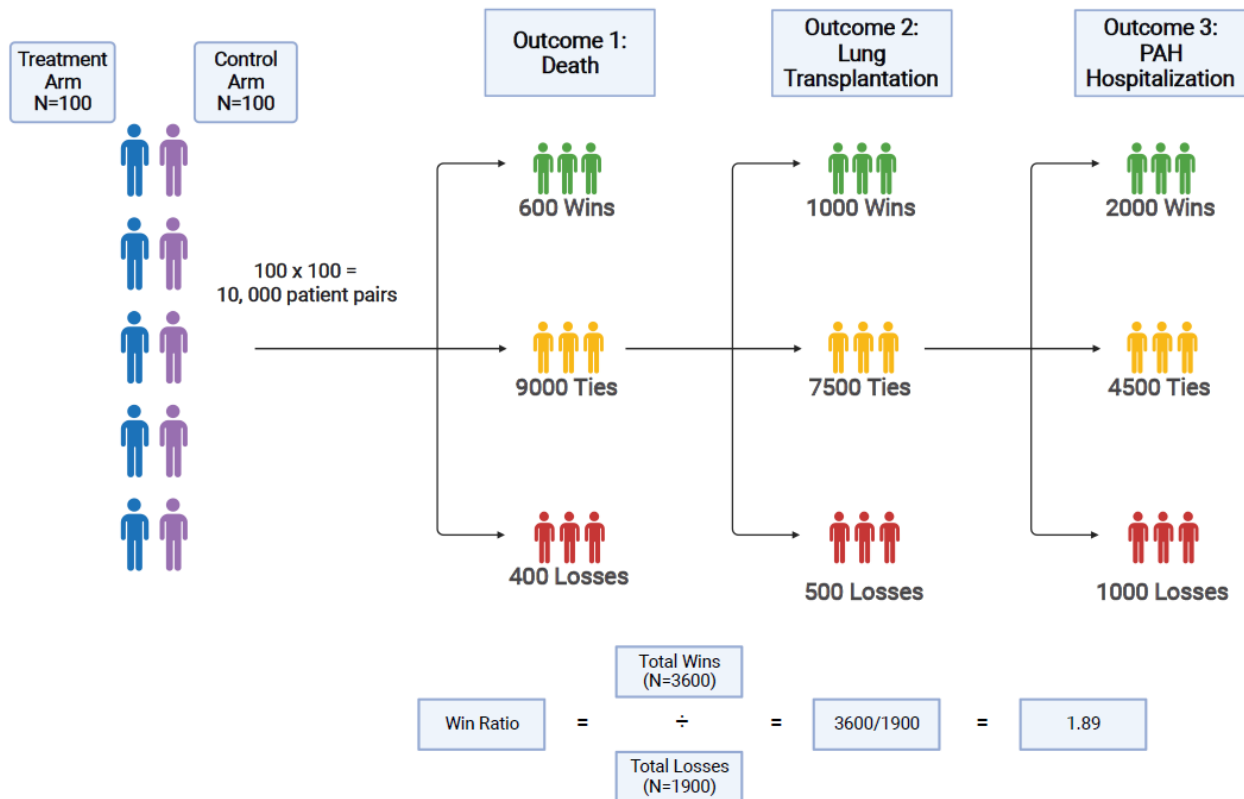 Treatment
Arm
N=100
Control
Arm
N=100
Outcome 1:
Death
Outcome 2:
Lung
Transplantation
Outcome 3:
PAH
Hospitalization
100 x 100 =
10, 000 patient pairs
600 Wins
1000 Wins
2000 Wins
9000 Ties
7500 Ties
4500 Ties
400 Losses
500 Losses
1000 Losses
Win Ratio
=
Total Wins
(N=3600)
÷
Total Losses
(N=1900)
=
3600/1900
=
1.89